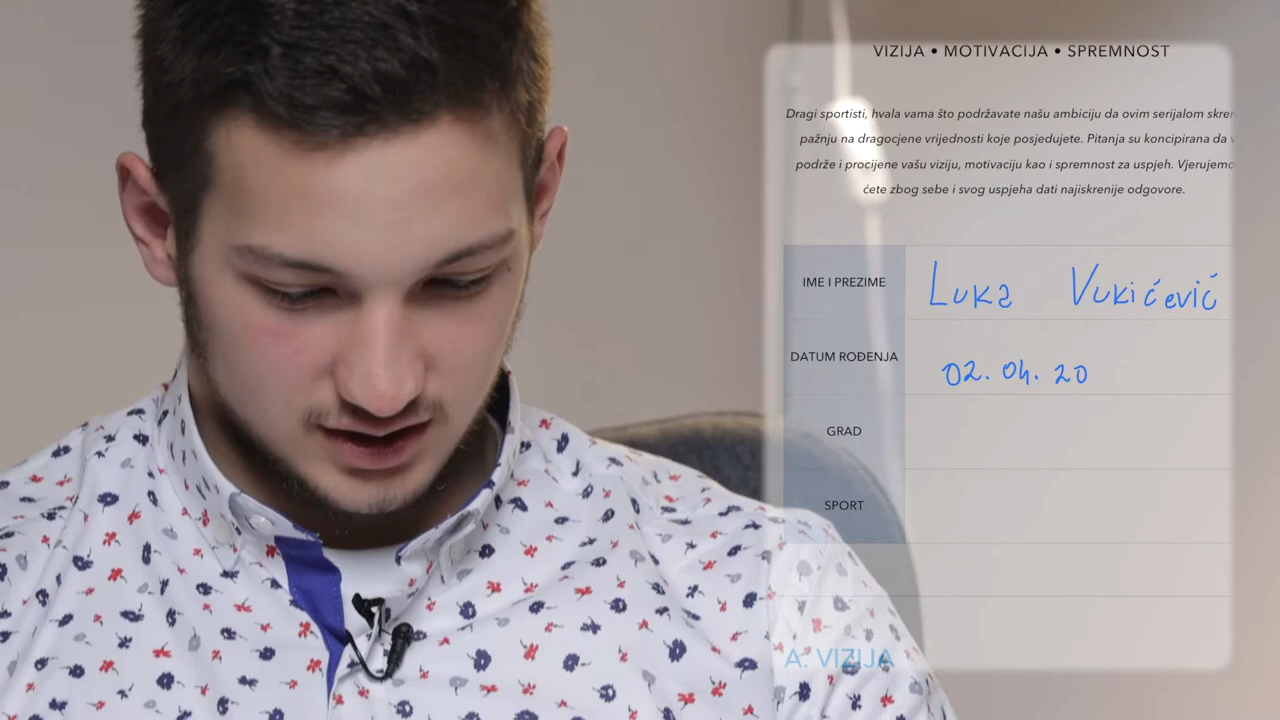 VIZIJA • MOTIVACIJA • SPREMNOST
Dragi sportisti, hvala vama što podržavate našu ambiciju da ovim serijalom skre
pažnju na dragocjene vrijednosti koje posjedujete. Pitanja su koncipirana da
podrže i procijene vašu viziju, motivaciju kao i spremnost za uspjeh. Vjerujemo
ćete zbog sebe i svog uspjeha dati najiskrenije odgovore.
IME I PREZIME Luka Vukićević
DATUM ROĐENJA 02. 04. 20
GRAD
SPORT
A. VIZIJA